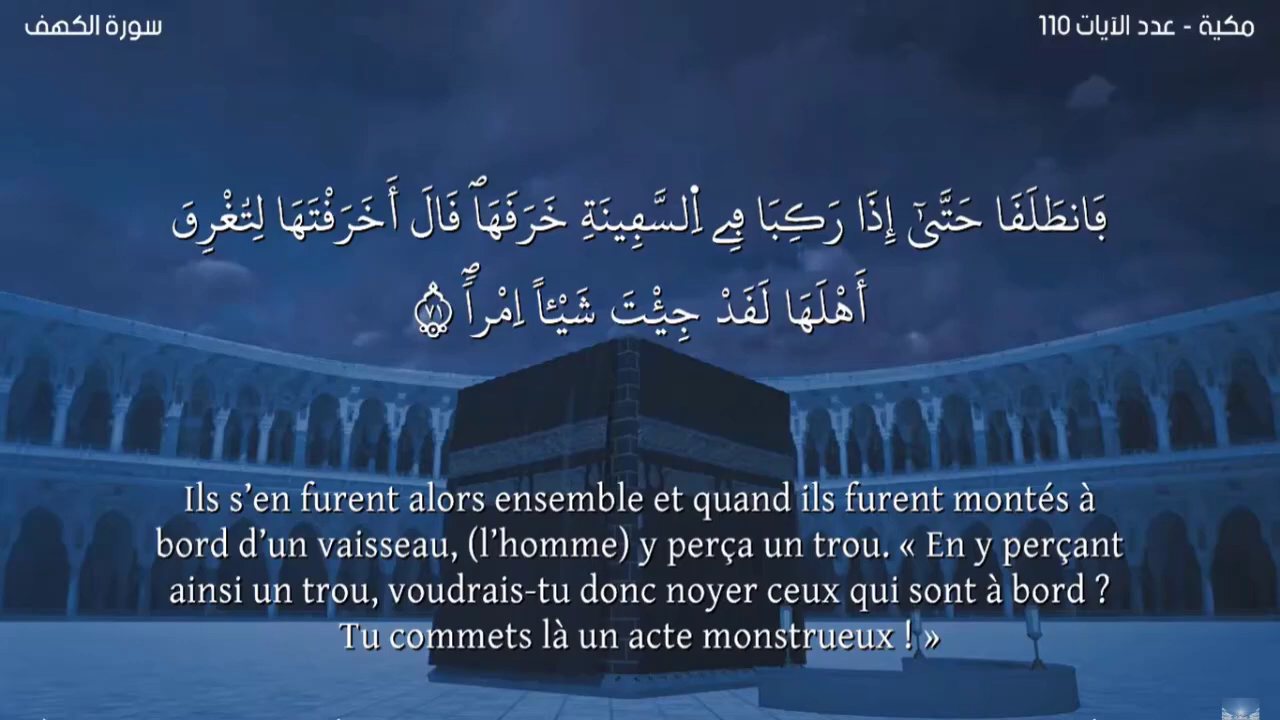 مكية - عدد الآيات 110
سورة الكهف
فَانطَلَفَا حَتَّىٰٓ إِذَا رَكِبَا فِے اِ۬لسَّفِينَةِ خَرَفَهَاۖ فَالَ أَخَرَفْتَهَا لِتُغْرِقَ
أَهْلَهَا لَفَدْ جِئْتَ شَيْـٔاً اِمْراٗۖ ٧١
Ils s’en furent alors ensemble et quand ils furent montés à
bord d’un vaisseau, (l’homme) y perça un trou. « En y perçant
ainsi un trou, voudrais-tu donc noyer ceux qui sont à bord ?
Tu commets là un acte monstrueux ! »